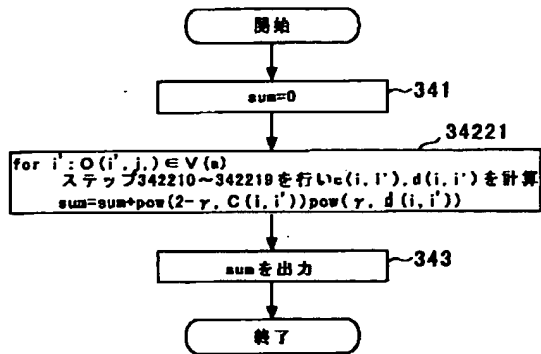 開始
sum=0
341
34221
for i':O(i',j,)∈V(n)
ステップ342210~342219を行いc(i,i'),d(i,i')を計算
sum=sum+pow(2-γ,C(i,i'))pow(γ,d(i,i'))
sumを出力
343
終了